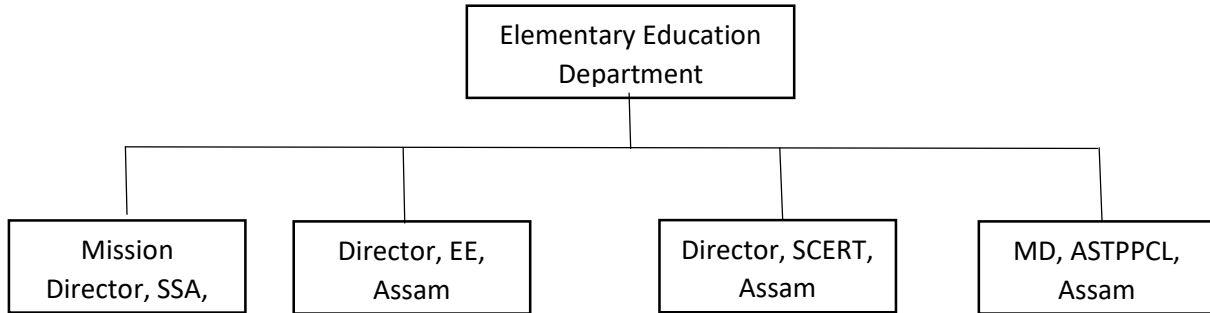 Elementary Education
Department
Mission
Director, SSA,
Director, EE,
Assam
Director, SCERT,
Assam
MD, ASTPPCL,
Assam